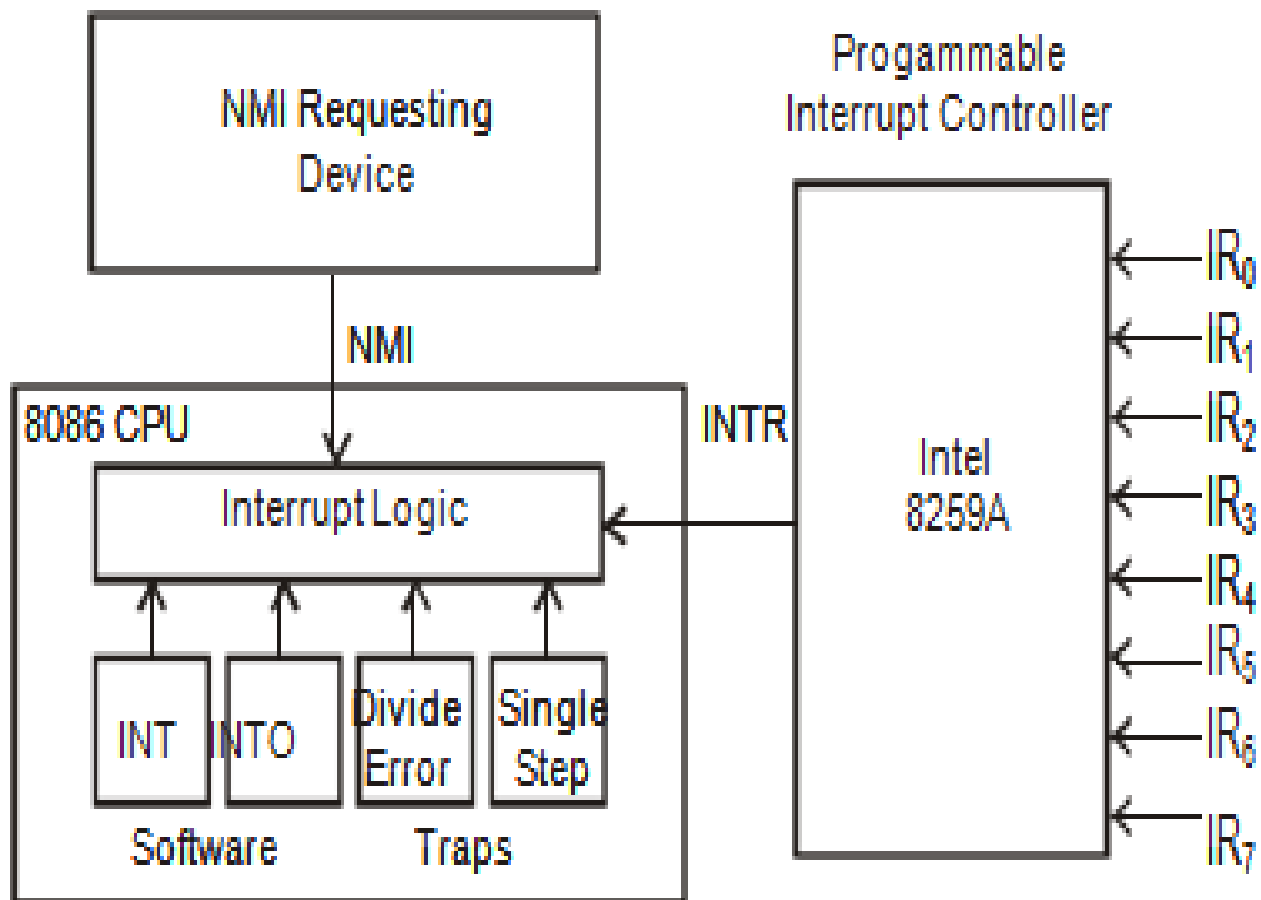 NMI Requesting
Device
Progammable
Interrupt Controller
NMI
8086 CPU
INTR
Interrupt Logic
Intel
8259A
IR0
IR1
IR2
IR3
IR4
IR5
IR6
IR7
INT
INTO
Divide
Error
Single
Step
Software
Traps